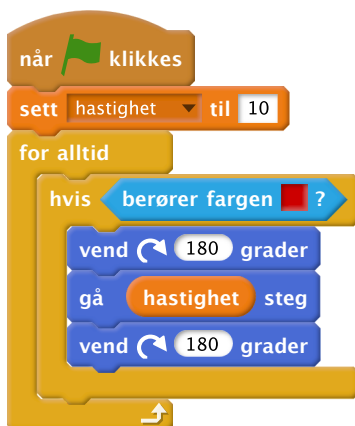 når klikkes
sett hastighet til 10
for alltid
hvis berører fargen ?
vend 180 grader
gå hastighet steg
vend 180 grader